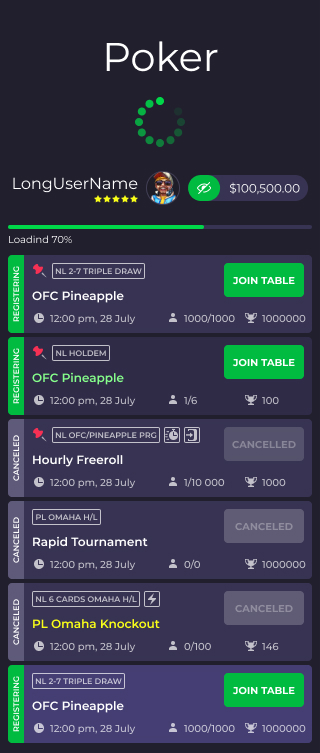 Poker
LongUserName
$100,500.00
Loadind 70%
REGISTERING
NL 2-7 TRIPLE DRAW
OFC Pineapple
JOIN TABLE
12:00 pm, 28 July 1000/1000 1000000
REGISTERING
NL HOLDEM
OFC Pineapple
JOIN TABLE
12:00 pm, 28 July 1/6 100
CANCELED
NL OFC/PINEAPPLE PRG
Hourly Freeroll
CANCELLED
12:00 pm, 28 July 1/10 000 1000
CANCELED
PL OMAHA H/L
Rapid Tournament
CANCELED
12:00 pm, 28 July 0/0 1000000
CANCELED
NL 6 CARDS OMAHA H/L
PL Omaha Knockout
CANCELED
12:00 pm, 28 July 0/100 146
REGISTERING
NL 2-7 TRIPLE DRAW
OFC Pineapple
JOIN TABLE
12:00 pm, 28 July 1000/1000 1000000